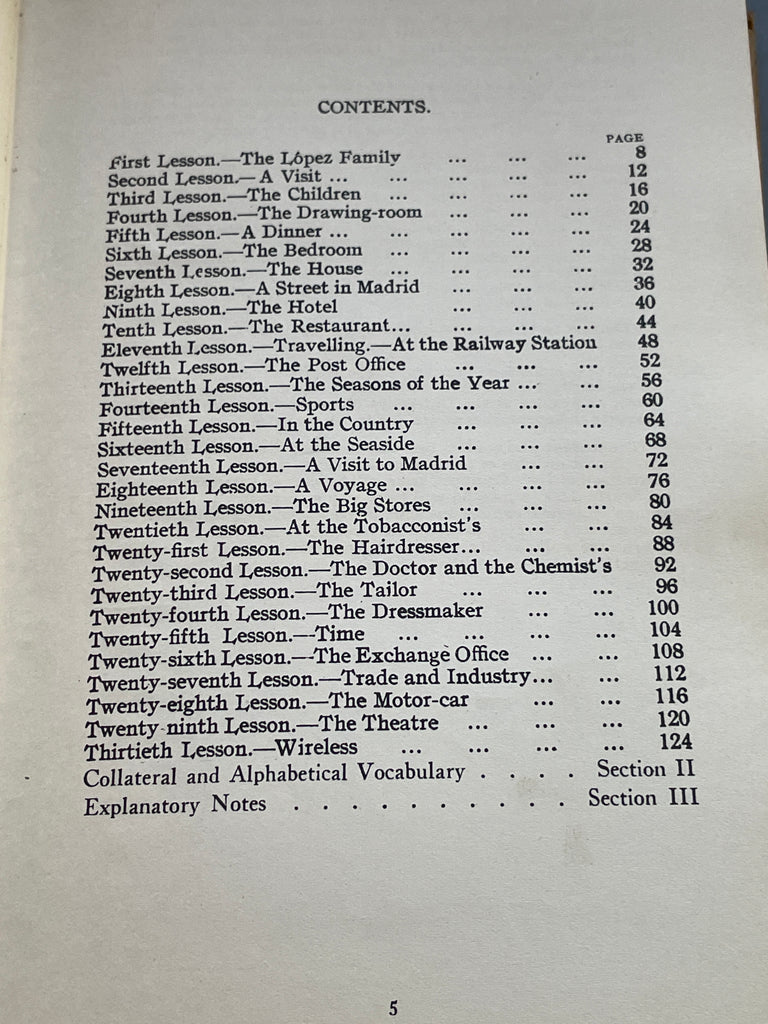 CONTENTS.
PAGE
First Lesson.—The López Family ... ... ... 8
Second Lesson.—A Visit ... ... ... ... 12
Third Lesson.—The Children ... ... ... ... 16
Fourth Lesson.—The Drawing-room ... ... ... 20
Fifth Lesson.—A Dinner ... ... ... ... 24
Sixth Lesson.—The Bedroom ... ... ... ... 28
Seventh Lesson.—The House ... ... ... ... 32
Eighth Lesson.—A Street in Madrid ... ... ... 36
Ninth Lesson.—The Hotel ... ... ... ... 40
Tenth Lesson.—The Restaurant... ... ... ... 44
Eleventh Lesson.—Travelling.—At the Railway Station 48
Twelfth Lesson.—The Post Office ... ... ... 52
Thirteenth Lesson.—The Seasons of the Year ... ... 56
Fourteenth Lesson.—Sports ... ... ... ... 60
Fifteenth Lesson.—In the Country ... ... ... 64
Sixteenth Lesson.—At the Seaside ... ... ... 68
Seventeenth Lesson.—A Visit to Madrid ... ... 72
Eighteenth Lesson.—A Voyage ... ... ... ... 76
Nineteenth Lesson.—The Big Stores ... ... ... 80
Twentieth Lesson.—At the Tobacconist's ... ... 84
Twenty-first Lesson.—The Hairdresser... ... ... 88
Twenty-second Lesson.—The Doctor and the Chemist's 92
Twenty-third Lesson.—The Tailor ... ... ... 96
Twenty-fourth Lesson.—The Dressmaker ... ... 100
Twenty-fifth Lesson.—Time ... ... ... ... 104
Twenty-sixth Lesson.—The Exchange Office ... ... 108
Twenty-seventh Lesson.—Trade and Industry... ... 112
Twenty-eighth Lesson.—The Motor-car ... ... 116
Twenty-ninth Lesson.—The Theatre ... ... ... 120
Thirtieth Lesson.—Wireless ... ... ... ... 124
Collateral and Alphabetical Vocabulary . . . . Section II
Explanatory Notes . . . . . . . . . . Section III
5